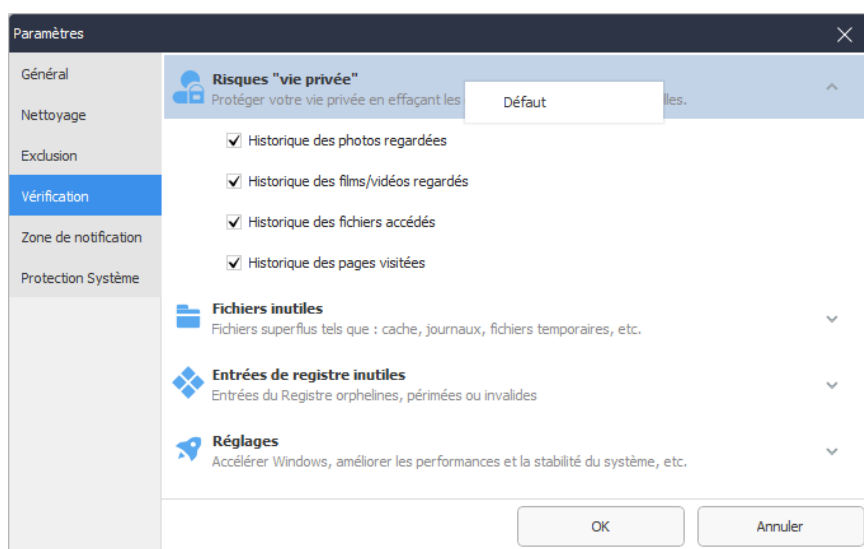 Paramètres
Général
Nettoyage
Exclusion
Vérification
Zone de notification
Protection Système
Risques "vie privée"
Protéger votre vie privée en effaçant les
lles.
Défaut
Historique des photos regardées
Historique des films/vidéos regardés
Historique des fichiers accédés
Historique des pages visitées
Fichiers inutiles
Fichiers superflus tels que : cache, journaux, fichiers temporaires, etc.
Entrées de registre inutiles
Entrées du Registre orphelines, périmées ou invalides
Réglages
Accélérer Windows, améliorer les performances et la stabilité du système, etc.
OK
Annuler